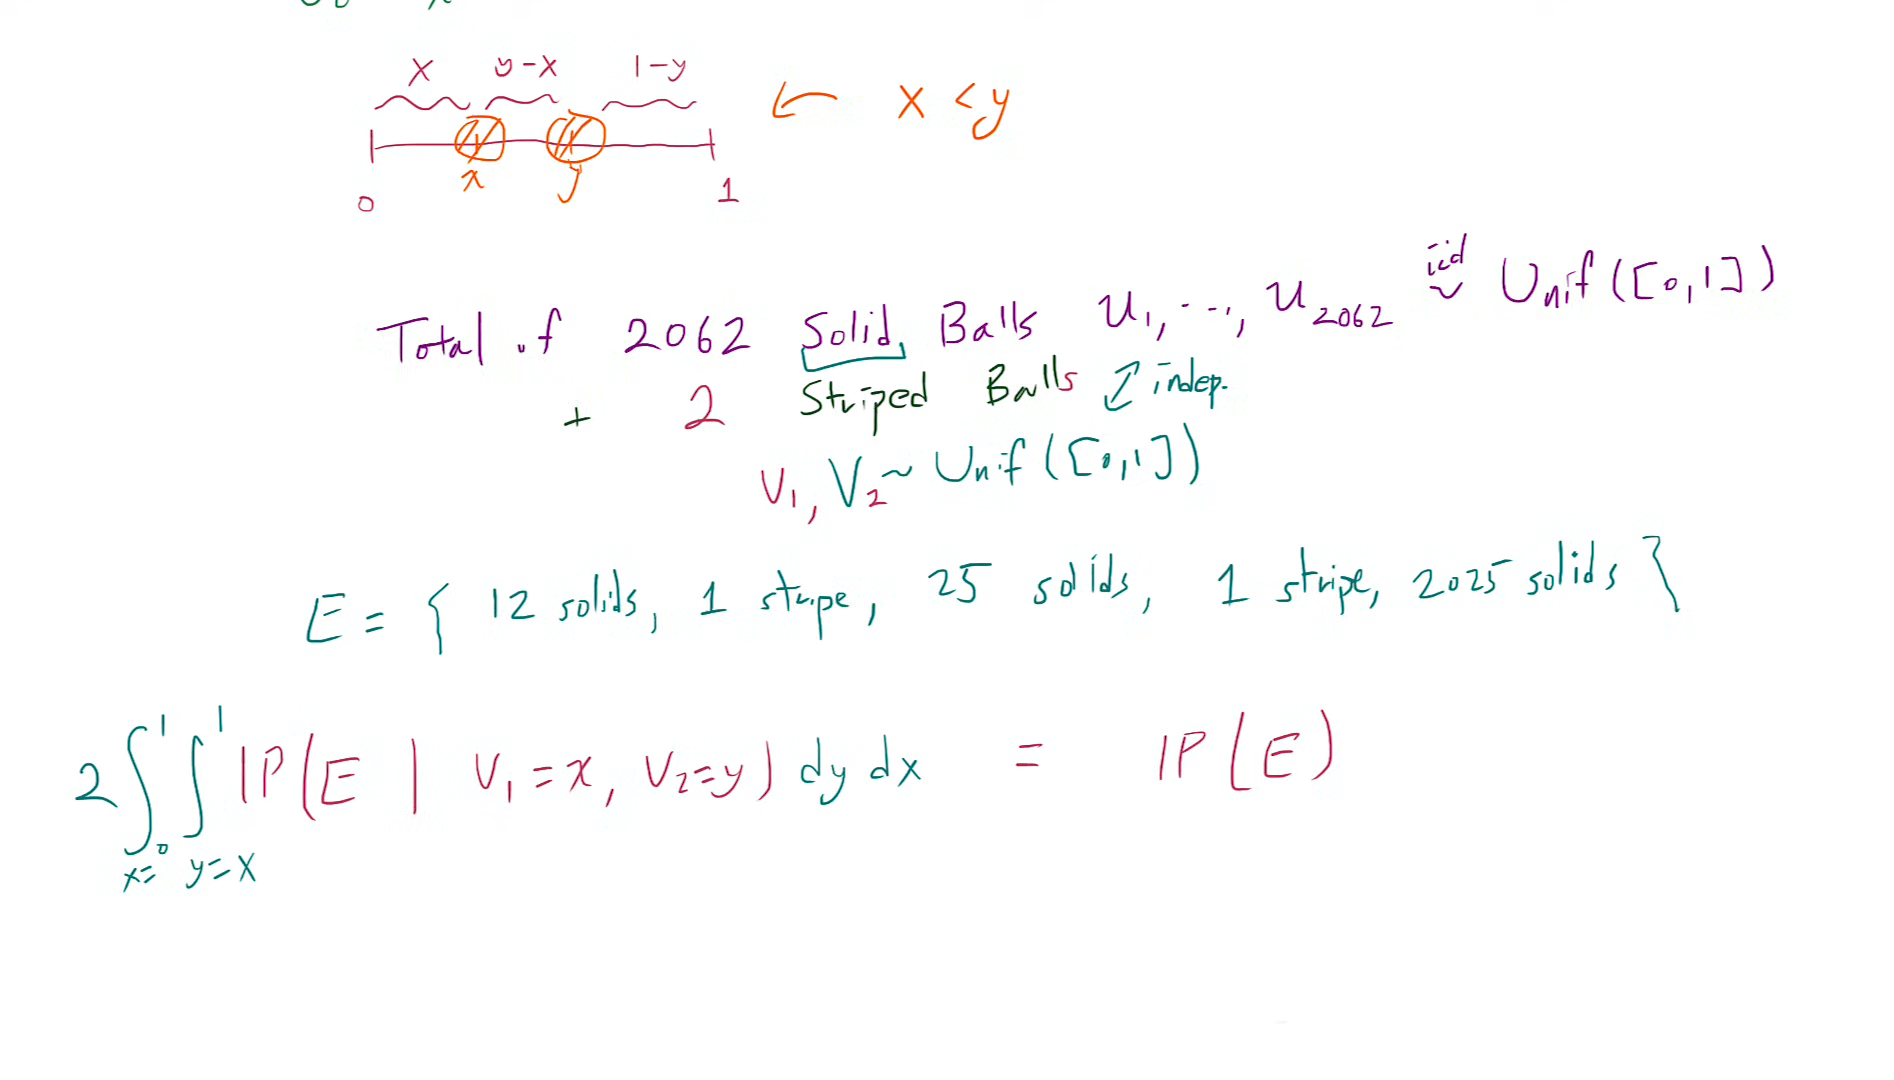 x y-x 1-y
← x < y
x y
0 1
Total of 2062 Solid Balls U₁, ..., U₂₀₆₂ iid ~ Unif([0,1])
+ 2 Striped Balls ↕ indep.
V₁, V₂ ~ Unif([0,1])
E = { 12 solids, 1 stripe, 25 solids, 1 stripe, 2025 solids }
2 ∫_{x=0}^{1} ∫_{y=x}^{1} IP(E | V₁=x, V₂=y) dy dx = IP(E)